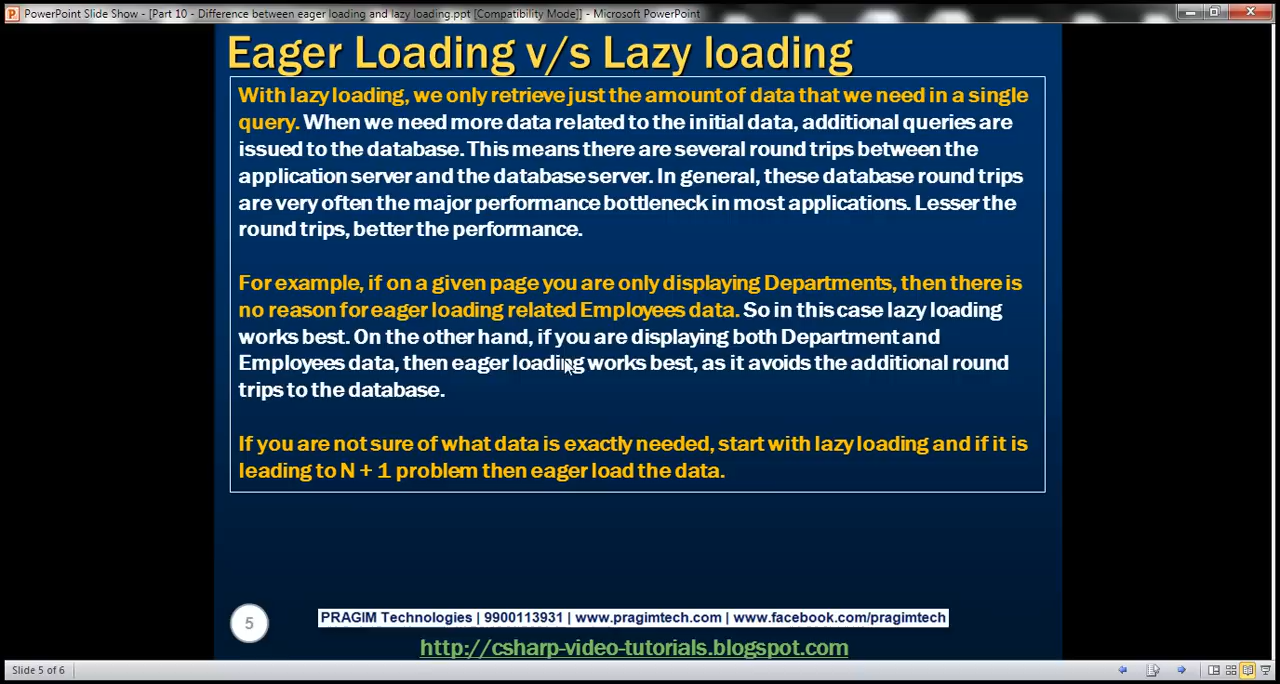 PowerPoint Slide Show - [Part 10 - Difference between eager loading and lazy loading.ppt [Compatibility Mode]] - Microsoft PowerPoint
Eager Loading v/s Lazy loading
With lazy loading, we only retrieve just the amount of data that we need in a single
query. When we need more data related to the initial data, additional queries are
issued to the database. This means there are several round trips between the
application server and the database server. In general, these database round trips
are very often the major performance bottleneck in most applications. Lesser the
round trips, better the performance.
For example, if on a given page you are only displaying Departments, then there is
no reason for eager loading related Employees data. So in this case lazy loading
works best. On the other hand, if you are displaying both Department and
Employees data, then eager loading works best, as it avoids the additional round
trips to the database.
If you are not sure of what data is exactly needed, start with lazy loading and if it is
leading to N + 1 problem then eager load the data.
5
PRAGIM Technologies | 9900113931 | www.pragimtech.com | www.facebook.com/pragimtech
http://csharp-video-tutorials.blogspot.com
Slide 5 of 6